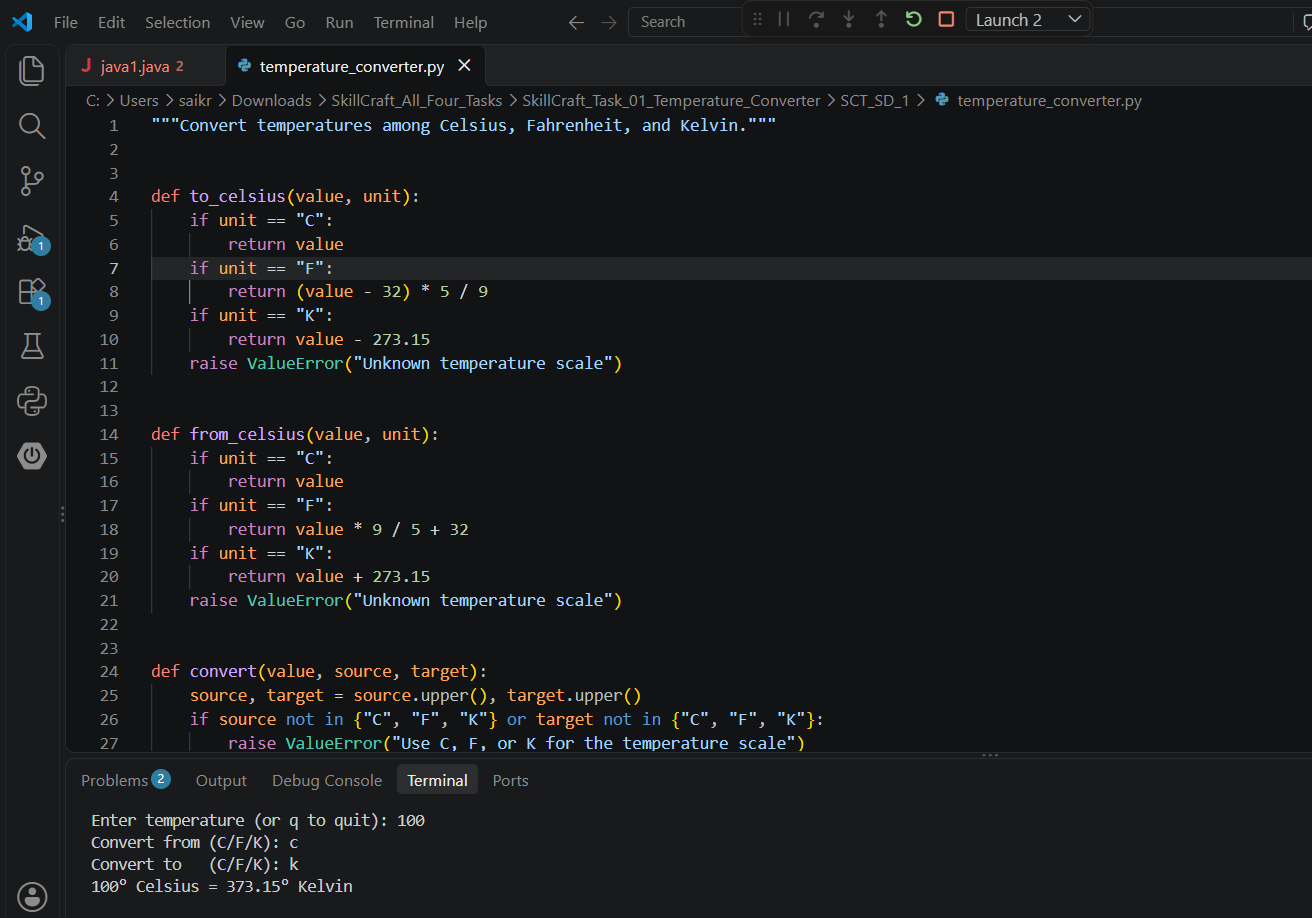 File Edit Selection View Go Run Terminal Help
Search
Launch 2
J java1.java 2
temperature_converter.py
C: > Users > saikr > Downloads > SkillCraft_All_Four_Tasks > SkillCraft_Task_01_Temperature_Converter > SCT_SD_1 > temperature_converter.py
1 """Convert temperatures among Celsius, Fahrenheit, and Kelvin."""
2
3
4 def to_celsius(value, unit):
5     if unit == "C":
6         return value
7     if unit == "F":
8         return (value - 32) * 5 / 9
9     if unit == "K":
10         return value - 273.15
11     raise ValueError("Unknown temperature scale")
12
13
14 def from_celsius(value, unit):
15     if unit == "C":
16         return value
17     if unit == "F":
18         return value * 9 / 5 + 32
19     if unit == "K":
20         return value + 273.15
21     raise ValueError("Unknown temperature scale")
22
23
24 def convert(value, source, target):
25     source, target = source.upper(), target.upper()
26     if source not in {"C", "F", "K"} or target not in {"C", "F", "K"}:
27         raise ValueError("Use C, F, or K for the temperature scale")
1
1
Problems 2 Output Debug Console Terminal Ports
Enter temperature (or q to quit): 100
Convert from (C/F/K): c
Convert to   (C/F/K): k
100° Celsius = 373.15° Kelvin